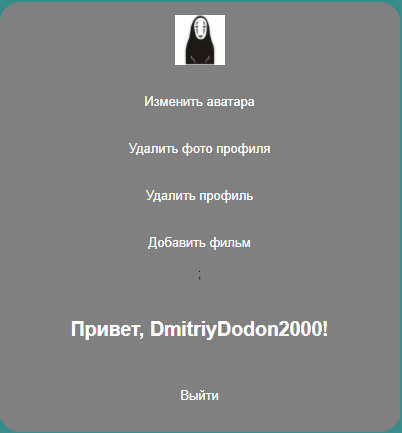 Изменить аватара
Удалить фото профиля
Удалить профиль
Добавить фильм
;
Привет, DmitriyDodon2000!
Выйти